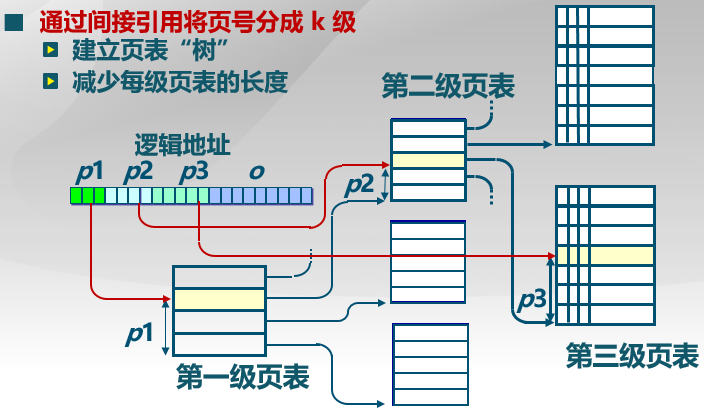 通过间接引用将页号分成 k 级
建立页表“树”
减少每级页表的长度
第二级页表
逻辑地址
p1 p2 p3 o
p2
p3
p1
第一级页表
第三级页表